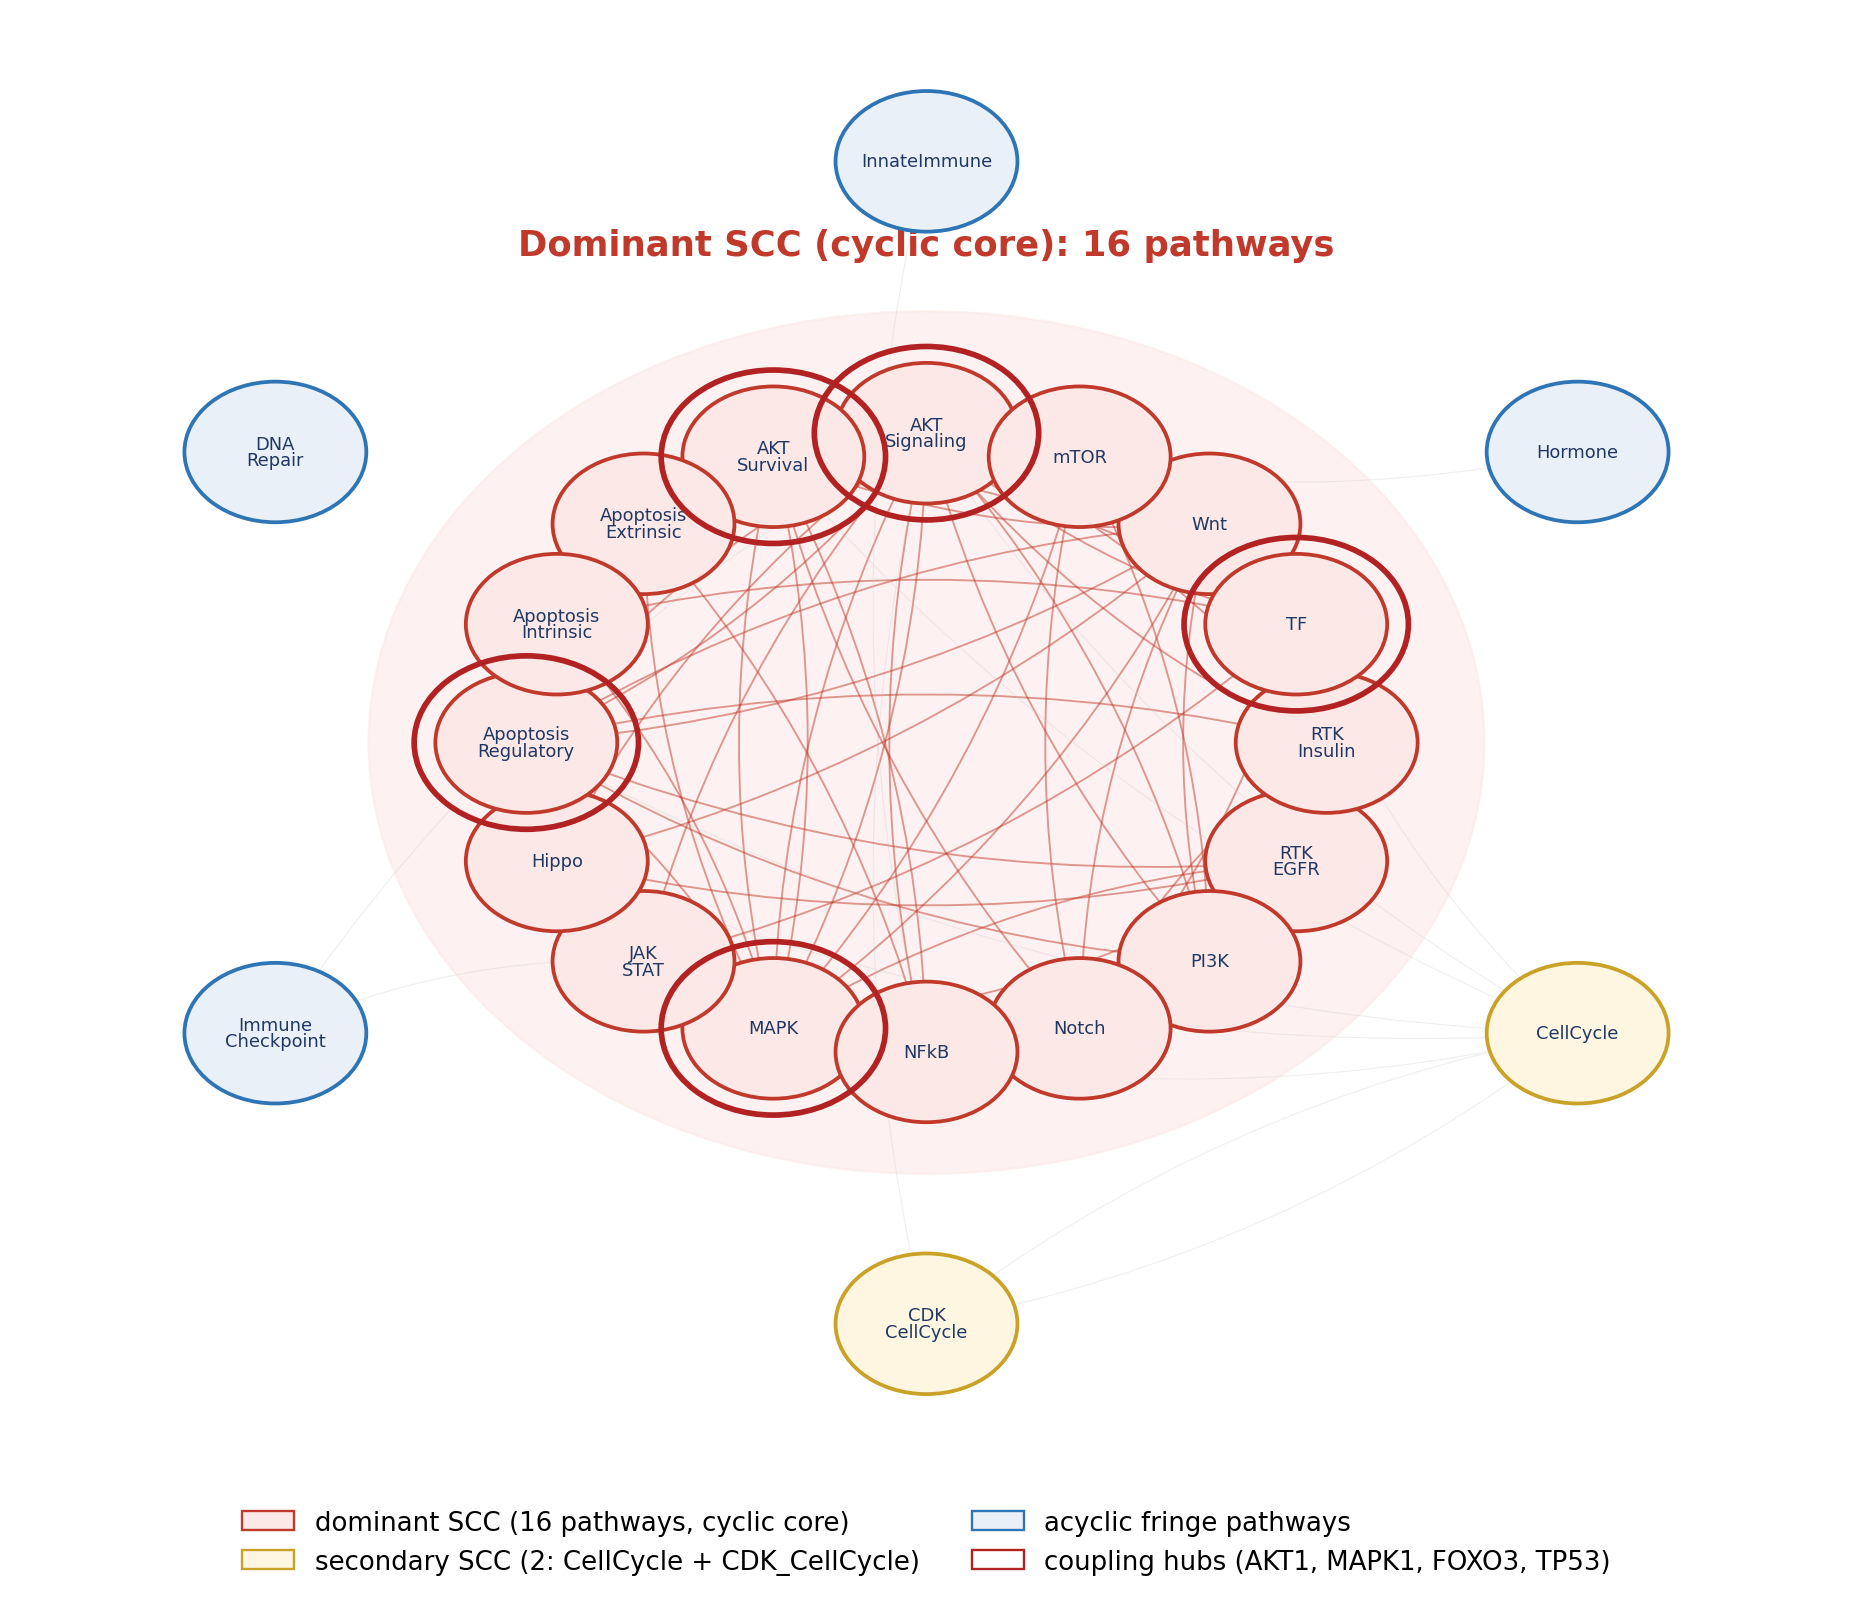 InnateImmune
Dominant SCC (cyclic core): 16 pathways
AKT
Signaling
AKT
Survival
mTOR
DNA
Repair
Hormone
Apoptosis
Extrinsic
Wnt
Apoptosis
Intrinsic
TF
Apoptosis
Regulatory
RTK
Insulin
Hippo
RTK
EGFR
JAK
STAT
PI3K
Immune
Checkpoint
MAPK
NFkB
Notch
CellCycle
CDK
CellCycle
dominant SCC (16 pathways, cyclic core)
secondary SCC (2: CellCycle + CDK_CellCycle)
acyclic fringe pathways
coupling hubs (AKT1, MAPK1, FOXO3, TP53)